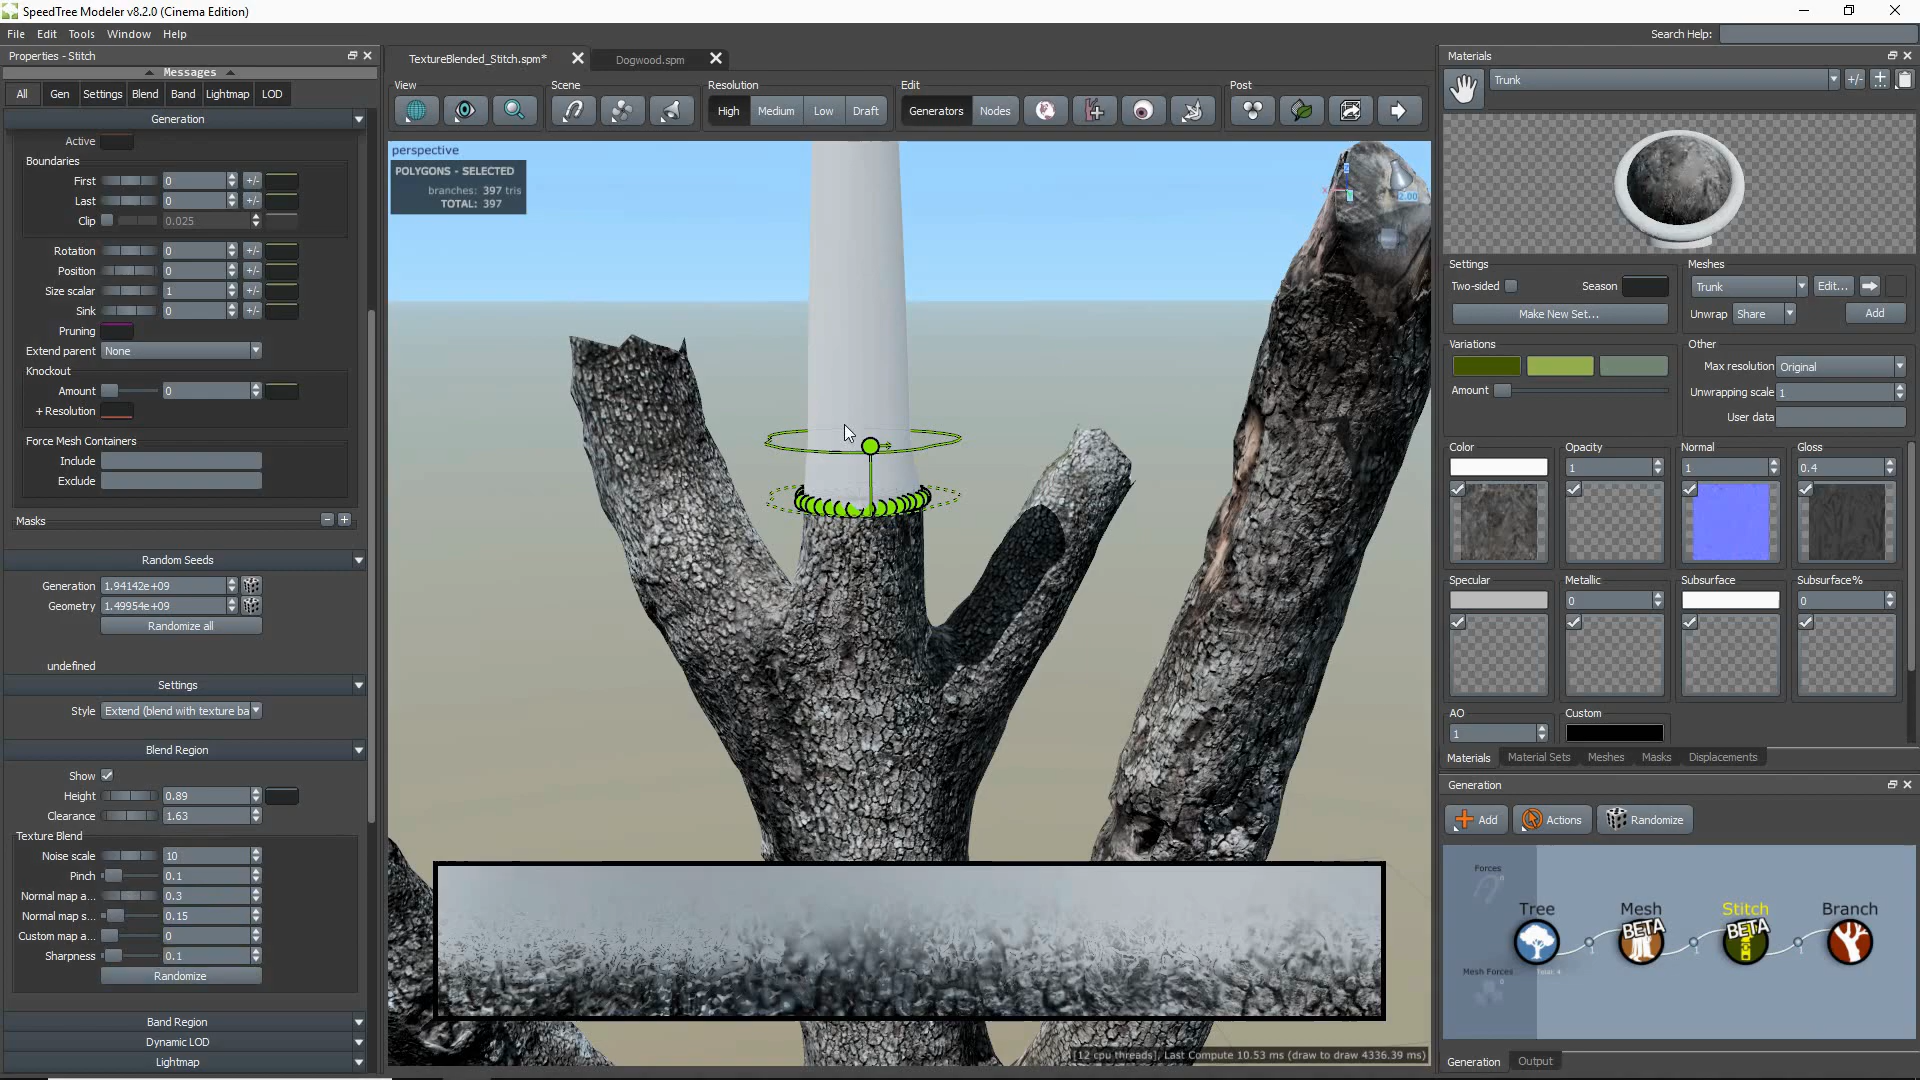 SpeedTree Modeler v8.2.0 (Cinema Edition)
File Edit Tools Window Help
Search Help:
Properties - Stitch
Messages
All Gen Settings Blend Band Lightmap LOD
Generation
Active
Boundaries
First 0 +/-
Last 0 +/-
Clip 0.025
Rotation 0 +/-
Position 0 +/-
Size scalar 1 +/-
Sink 0 +/-
Pruning
Extend parent None
Knockout
Amount 0
+ Resolution
Force Mesh Containers
Include
Exclude
Masks
Random Seeds
Generation 1.94142e+09
Geometry 1.49954e+09
Randomize all
undefined
Settings
Style Extend (blend with texture ba
Blend Region
Show
Height 0.89
Clearance 1.63
Texture Blend
Noise scale 10
Pinch 0.1
Normal map a... 0.3
Normal map s... 0.15
Custom map a... 0
Sharpness 0.1
Randomize
Band Region
Dynamic LOD
Lightmap
TextureBlended_Stitch.spm*
Dogwood.spm
View Scene Resolution Edit Post
High Medium Low Draft
Generators Nodes
perspective
POLYGONS - SELECTED
branches: 397 tris
TOTAL: 397
2.00
[12 cpu threads], Last Compute 10.53 ms (draw to draw 4336.39 ms)
Materials
Trunk +/-
Settings
Two-sided Season
Make New Set...
Meshes
Trunk Edit...
Unwrap Share Add
Variations
Amount
Other
Max resolution Original
Unwrapping scale 1
User data
Color Opacity Normal Gloss
1 1 0.4
Specular Metallic Subsurface Subsurface%
0 0
AO Custom
1
Materials Material Sets Meshes Masks Displacements
Generation
Add Actions Randomize
Forces
0
Tree Mesh Stitch Branch
BETA BETA
1 1 1
Mesh Forces
0
Total: 4
Generation Output